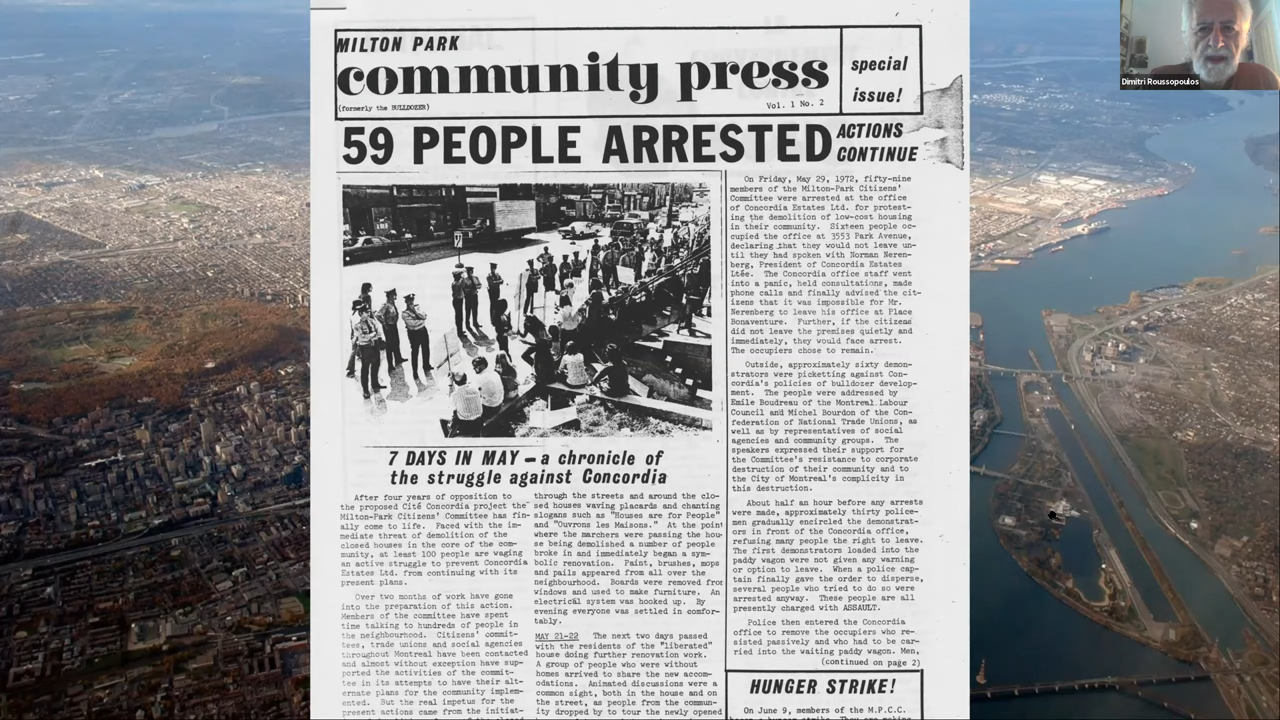 MILTON PARK
community press
(formerly the BULLDOZER)
Vol. 1 No. 2
special
issue!
59 PEOPLE ARRESTED
ACTIONS
CONTINUE
7 DAYS IN MAY – a chronicle of
the struggle against Concordia
After four years of opposition to
the proposed Cité Concordia project the
Milton-Park Citizens' Committee has fin-
ally come to life. Faced with the im-
mediate threat of demolition of the
closed houses in the core of the com-
munity, at least 100 people are waging
an active struggle to prevent Concordia
Estates Ltd. from continuing with its
present plans.
Over two months of work have gone
into the preparation of this action.
Members of the committee have spent
time talking to hundreds of people in
the neighbourhood. Citizens' commit-
tees, trade unions and social agencies
throughout Montreal have been contacted
and almost without exception have sup-
ported the activities of the commit-
tee in its attempts to have their alt-
ernate plans for the community implem-
ented. But the real impetus for the
present actions came from the initiat-
through the streets and around the clo-
sed houses waving placards and chanting
slogans such as "Houses are for People"
and "Ouvrons les Maisons." At the point
where the marchers were passing the hou-
se being demolished a number of people
broke in and immediately began a sym-
bolic renovation. Paint, brushes, mops
and pails appeared from all over the
neighbourhood. Boards were removed from
windows and used to make furniture. An
electrical system was hooked up. By
evening everyone was settled in comfor-
tably.
MAY 21-22 The next two days passed
with the residents of the "liberated"
house doing further renovation work.
A group of people who were without
homes arrived to share the new accom-
odations. Animated discussions were a
common sight, both in the house and on
the street, as people from the commun-
ity dropped by to tour the newly opened
On Friday, May 29, 1972, fifty-nine
members of the Milton-Park Citizens'
Committee were arrested at the office
of Concordia Estates Ltd. for protest-
ing the demolition of low-cost housing
in their community. Sixteen people oc-
cupied the office at 3553 Park Avenue,
declaring that they would not leave un-
til they had spoken with Norman Neren-
berg, President of Concordia Estates
Ltée. The Concordia office staff went
into a panic, held consultations, made
phone calls and finally advised the cit-
izens that it was impossible for Mr.
Nerenberg to leave his office at Place
Bonaventure. Further, if the citizens
did not leave the premises quietly and
immediately, they would face arrest.
The occupiers chose to remain.
Outside, approximately sixty demon-
strators were picketting against Con-
cordia's policies of bulldozer develop-
ment. The people were addressed by
Emile Boudreau of the Montreal Labour
Council and Michel Bourdon of the Con-
federation of National Trade Unions, as
well as by representatives of social
agencies and community groups. The
speakers expressed their support for
the Committee's resistance to corporate
destruction of their community and to
the City of Montreal's complicity in
this destruction.
About half an hour before any arrests
were made, approximately thirty police-
men gradually encircled the demonstrat-
ors in front of the Concordia office,
refusing many people the right to leave.
The first demonstrators loaded into the
paddy wagon were not given any warning
or option to leave. When a police cap-
tain finally gave the order to disperse,
several people who tried to do so were
arrested anyway. These people are all
presently charged with ASSAULT.
Police then entered the Concordia
office to remove the occupiers who re-
sisted passively and who had to be car-
ried into the waiting paddy wagon. Men,
(continued on page 2)
HUNGER STRIKE!
On June 9, members of the M.P.C.C.
Dimitri Roussopoulos